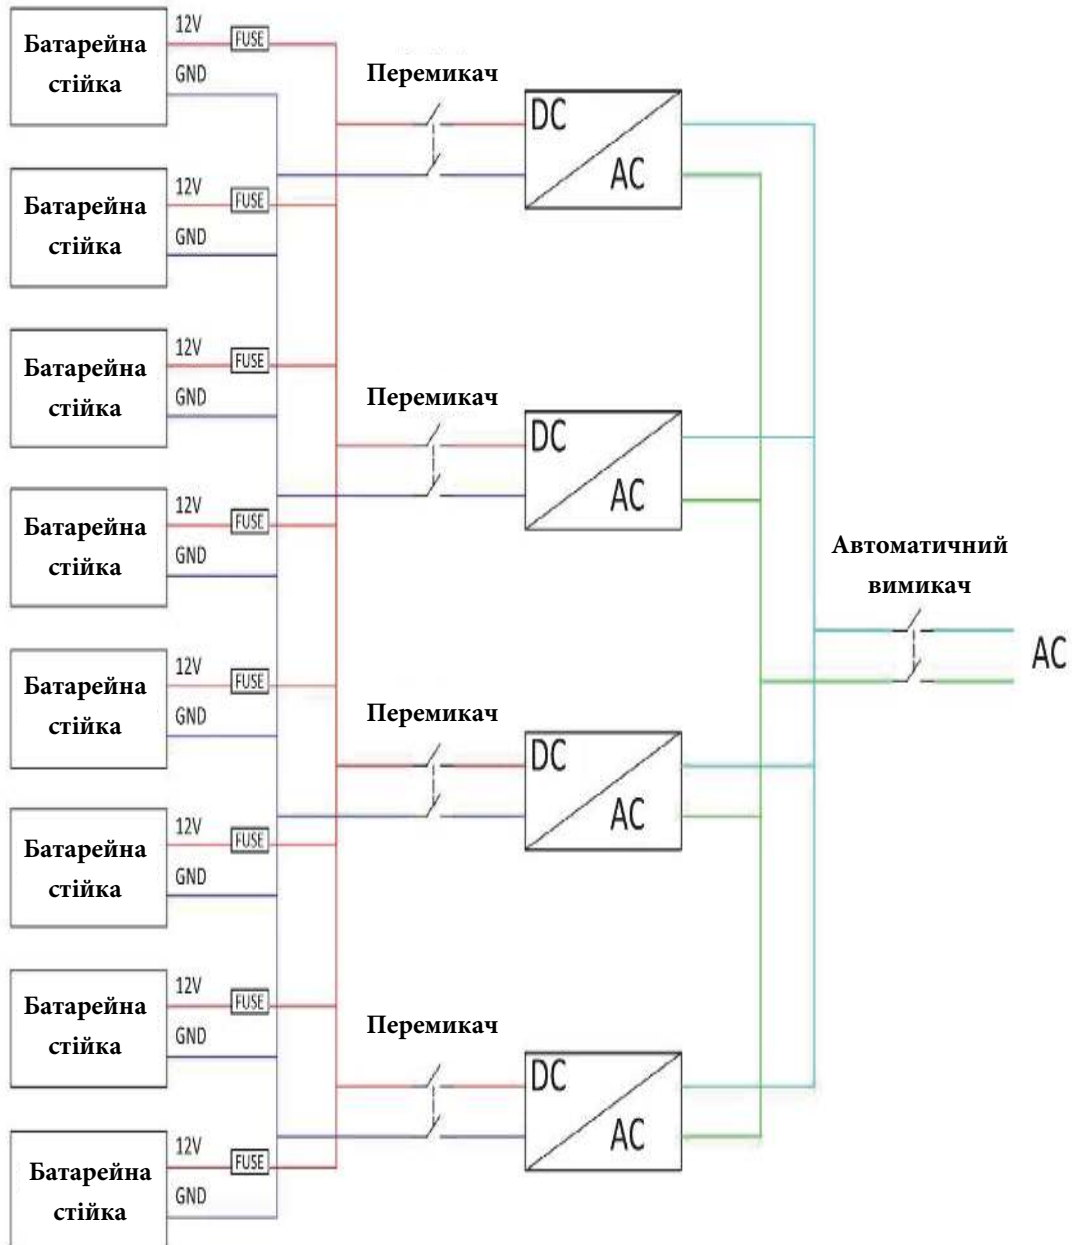 12V
FUSE
Батарейна
стійка
GND
Перемикач
DC
AC
12V
FUSE
Батарейна
стійка
GND
12V
FUSE
Батарейна
стійка
GND
Перемикач
DC
AC
12V
FUSE
Батарейна
стійка
GND
Автоматичний
вимикач
AC
12V
FUSE
Батарейна
стійка
GND
Перемикач
DC
AC
12V
FUSE
Батарейна
стійка
GND
12V
FUSE
Батарейна
стійка
GND
Перемикач
DC
AC
12V
FUSE
Батарейна
стійка
GND